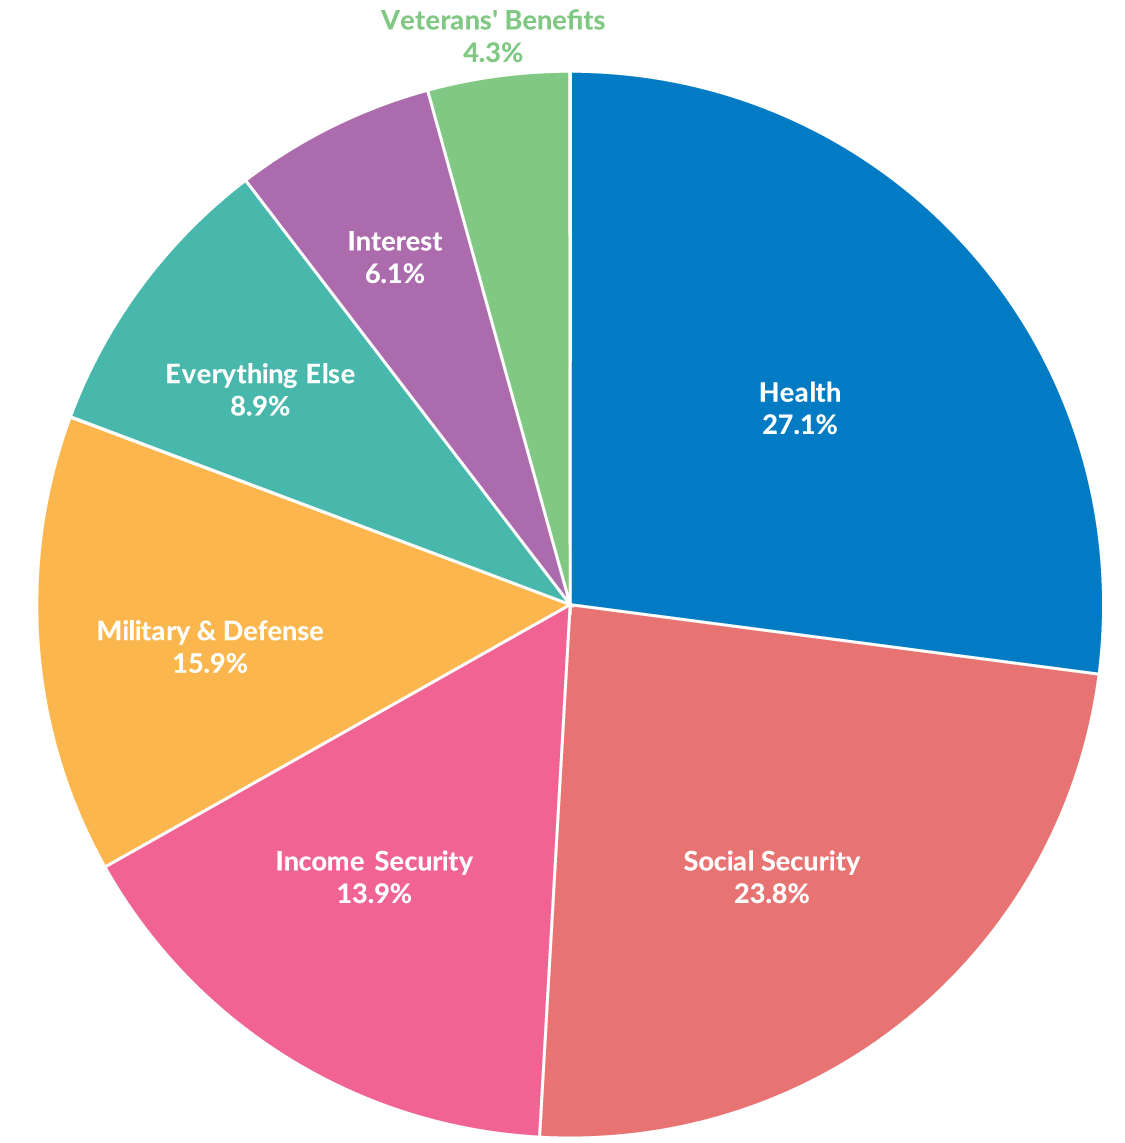 Veterans' Benefits
4.3%
Interest
6.1%
Everything Else
8.9%
Health
27.1%
Military & Defense
15.9%
Income Security
13.9%
Social Security
23.8%